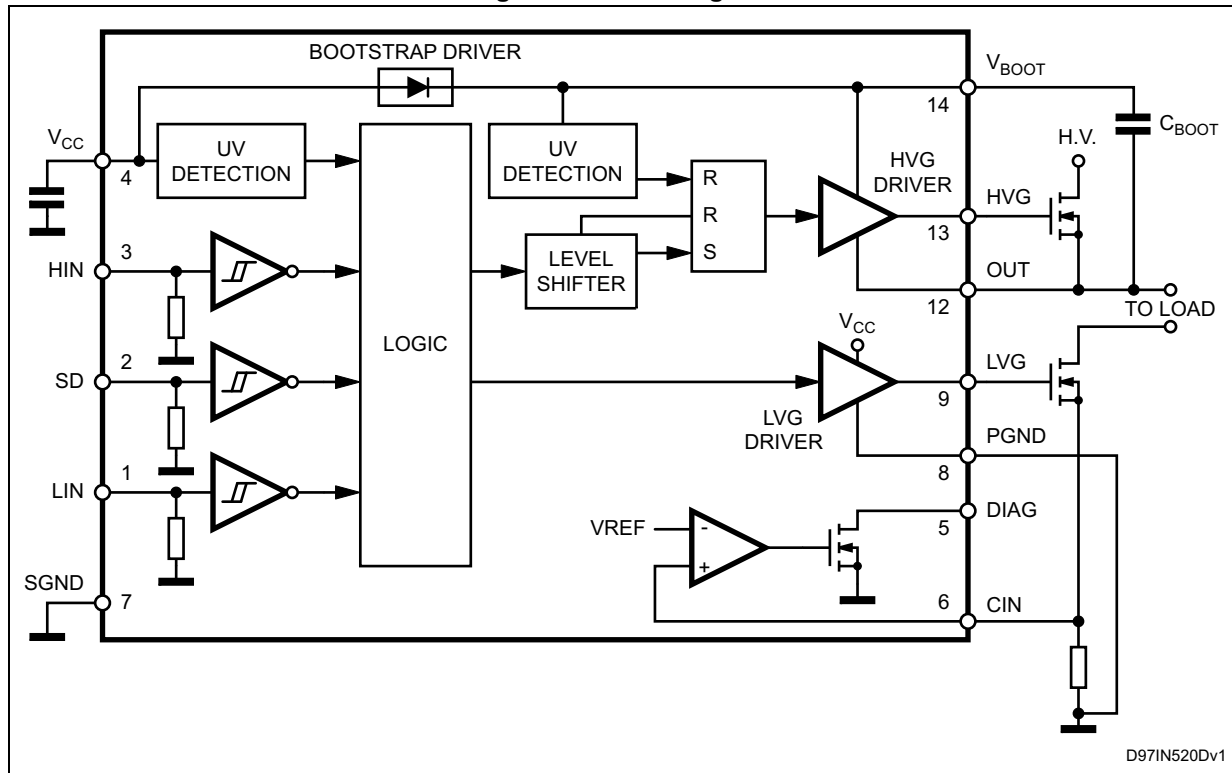 BOOTSTRAP DRIVER
VBOOT
14
CBOOT
H.V.
VCC
4
UV
DETECTION
UV
DETECTION
R
R
S
HVG
DRIVER
HVG
13
3
HIN
LEVEL
SHIFTER
OUT
12
TO LOAD
LOGIC
VCC
2
SD
LVG
9
LVG
DRIVER
PGND
8
1
LIN
DIAG
5
VREF
-
+
SGND
7
6
CIN
D97IN520Dv1